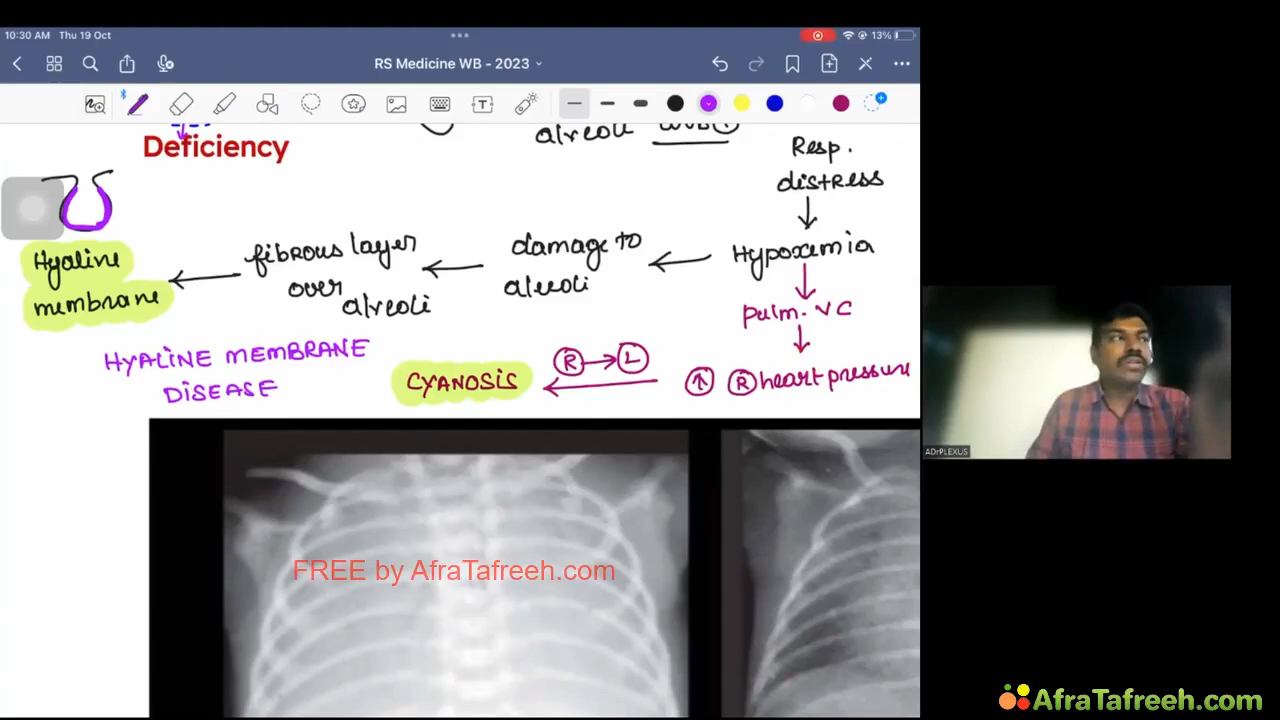 10:30 AM Thu 19 Oct
13%
RS Medicine WB - 2023
alveoli
Deficiency
Resp.
distress
Hypoxemia
damage to
alveoli
fibrous layer
over
alveoli
Hyaline
membrane
pulm. VC
↑ R heart pressure
R → L
CYANOSIS
HYALINE MEMBRANE
DISEASE
ADrPLEXUS
FREE by AfraTafreeh.com
AfraTafreeh.com